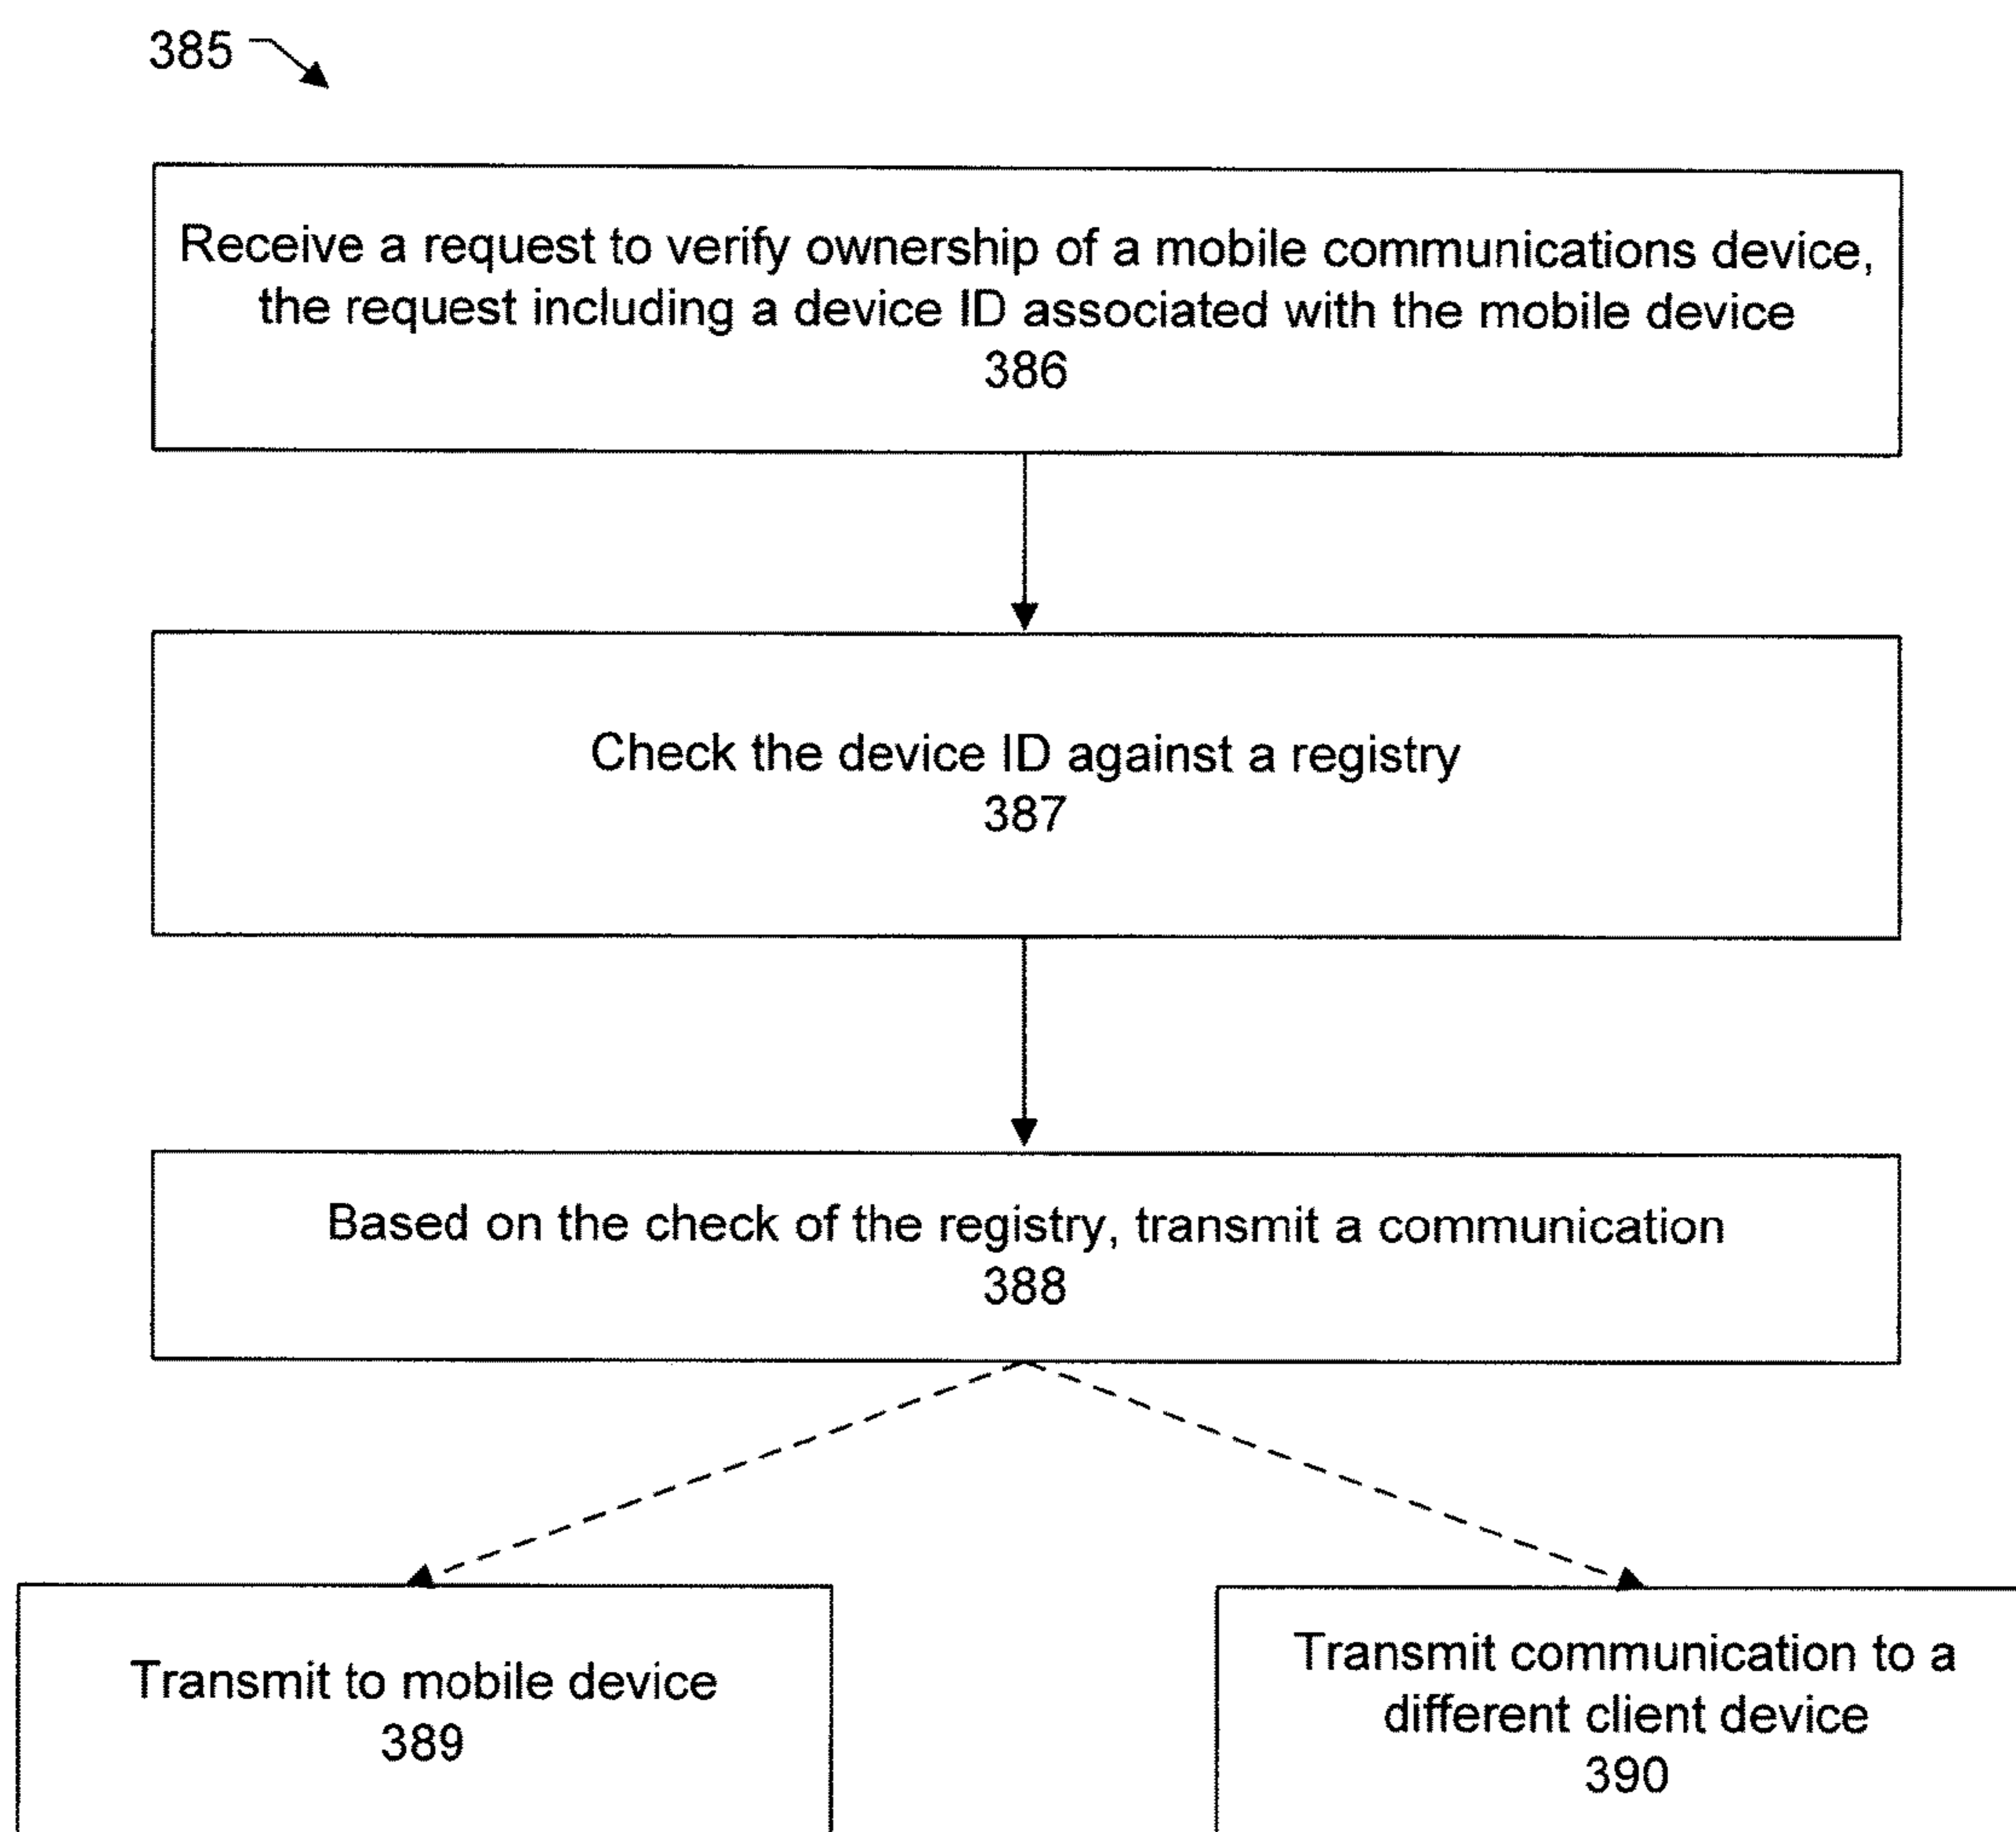 385
Receive a request to verify ownership of a mobile communications device,
the request including a device ID associated with the mobile device
386
Check the device ID against a registry
387
Based on the check of the registry, transmit a communication
388
Transmit to mobile device
389
Transmit communication to a
different client device
390